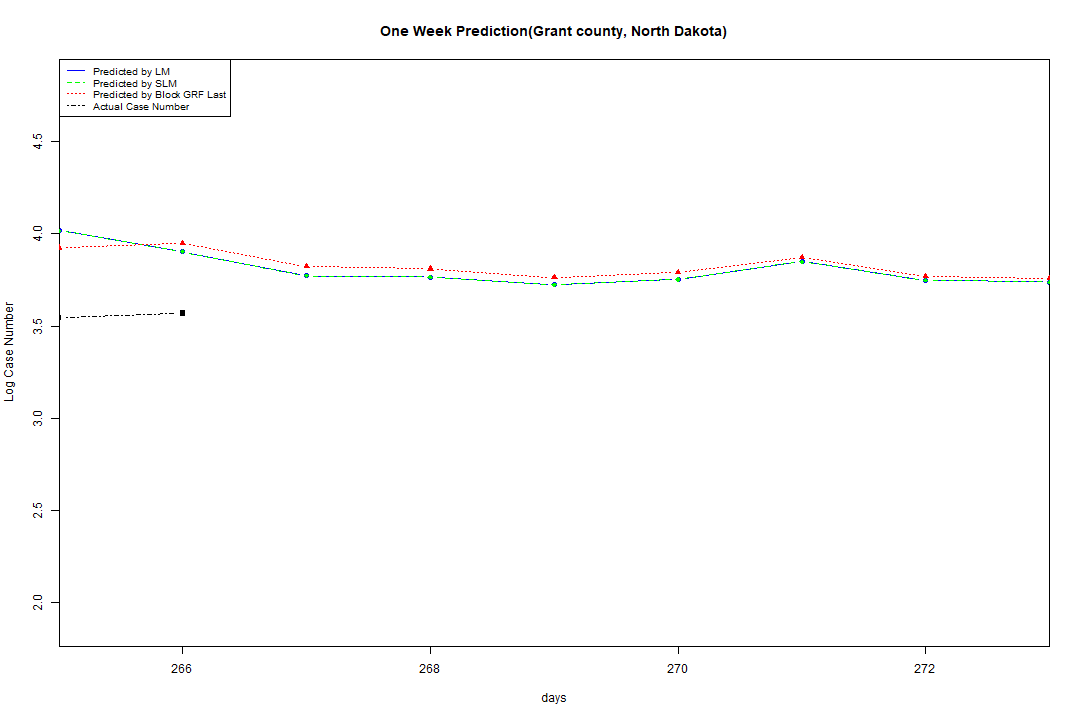 One Week Prediction(Grant county, North Dakota)
Predicted by LM
Predicted by SLM
Predicted by Block GRF Last
Actual Case Number
4.5
4.0
3.5
3.0
2.5
2.0
Log Case Number
266
268
270
272
days